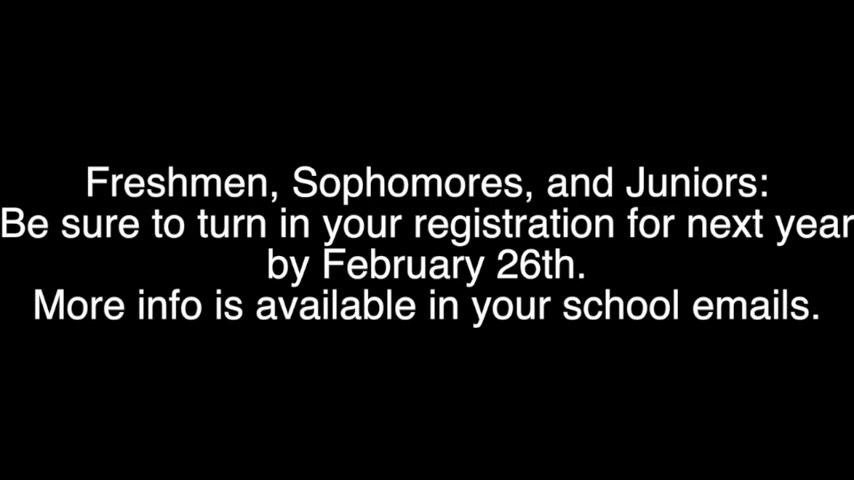 Freshmen, Sophomores, and Juniors:
Be sure to turn in your registration for next year
by February 26th.
More info is available in your school emails.